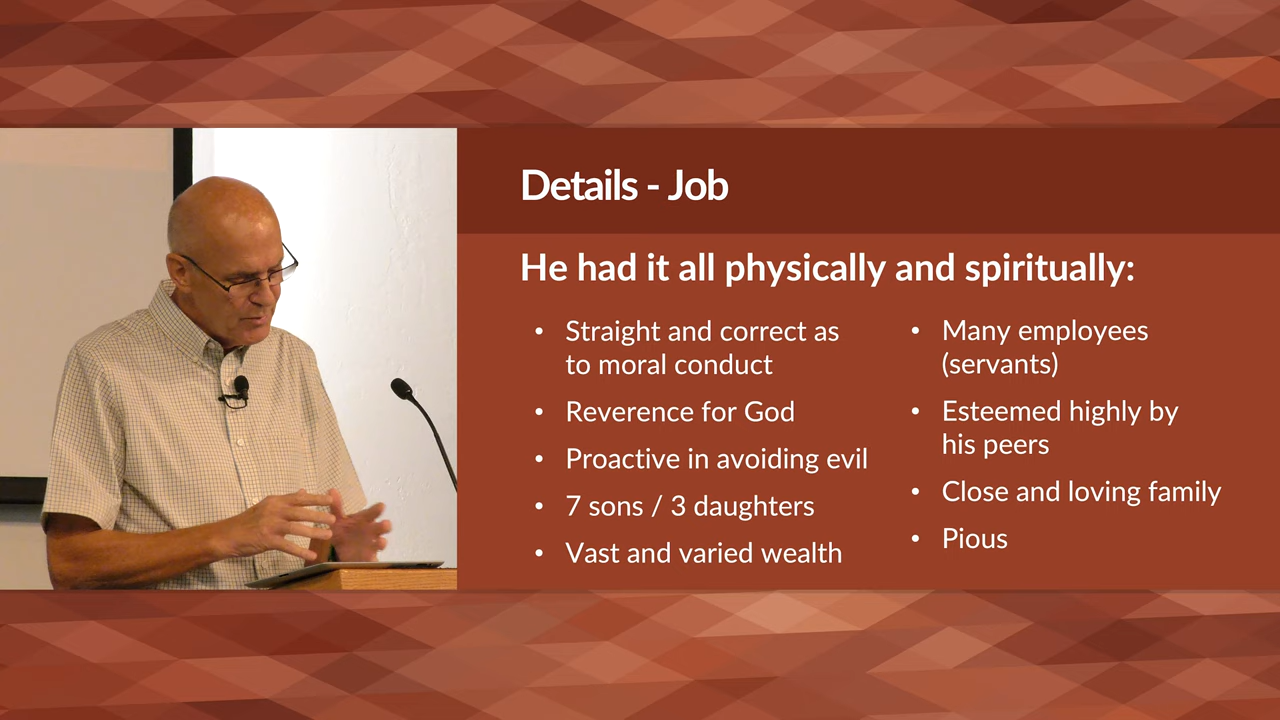 Details - Job
He had it all physically and spiritually:
• Straight and correct as
to moral conduct
• Reverence for God
• Proactive in avoiding evil
• 7 sons / 3 daughters
• Vast and varied wealth
• Many employees
(servants)
• Esteemed highly by
his peers
• Close and loving family
• Pious